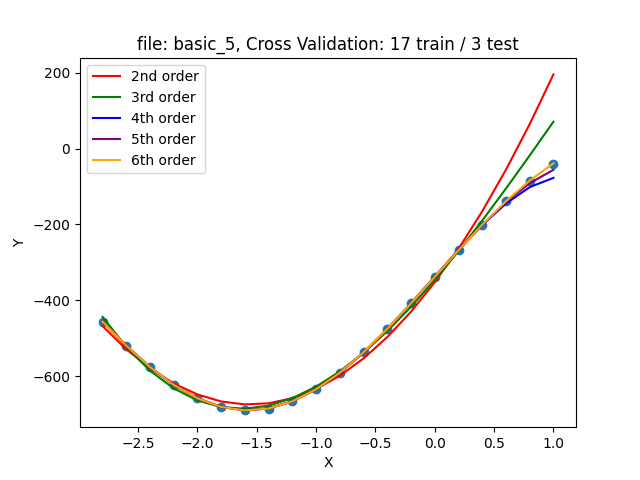 file: basic_5, Cross Validation: 17 train / 3 test
2nd order
3rd order
4th order
5th order
6th order
200
0
−200
−400
−600
Y
−2.5 −2.0 −1.5 −1.0 −0.5 0.0 0.5 1.0
X